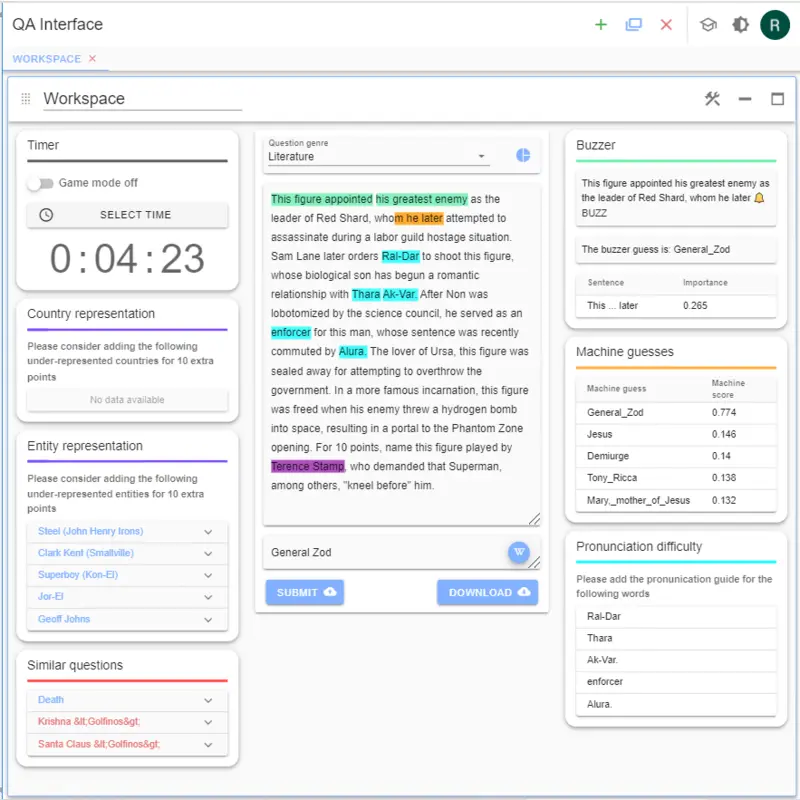 QA Interface
R
WORKSPACE
Workspace
Timer
Game mode off
SELECT TIME
0:04:23
Country representation
Please consider adding the following
under-represented countries for 10 extra
points
No data available
Entity representation
Please consider adding the following
under-represented entities for 10 extra
points
Steel (John Henry Irons)
Clark Kent (Smallville)
Superboy (Kon-El)
Jor-El
Geoff Johns
Similar questions
Death
Krishna &lt;Golfinos&gt;
Santa Claus &lt;Golfinos&gt;
Question genre
Literature
This figure appointed his greatest enemy as the
leader of Red Shard, whom he later attempted to
assassinate during a labor guild hostage situation.
Sam Lane later orders Ral-Dar to shoot this figure,
whose biological son has begun a romantic
relationship with Thara Ak-Var. After Non was
lobotomized by the science council, he served as an
enforcer for this man, whose sentence was recently
commuted by Alura. The lover of Ursa, this figure was
sealed away for attempting to overthrow the
government. In a more famous incarnation, this figure
was freed when his enemy threw a hydrogen bomb
into space, resulting in a portal to the Phantom Zone
opening. For 10 points, name this figure played by
Terence Stamp, who demanded that Superman,
among others, "kneel before" him.
General Zod
W
SUBMIT
DOWNLOAD
Buzzer
This figure appointed his greatest enemy as
the leader of Red Shard, whom he later 🔔
BUZZ
The buzzer guess is: General_Zod
Sentence Importance
This ... later 0.265
Machine guesses
Machine guess Machine
score
General_Zod 0.774
Jesus 0.146
Demiurge 0.14
Tony_Ricca 0.138
Mary,_mother_of_Jesus 0.132
Pronunciation difficulty
Please add the pronunication guide for the
following words
Ral-Dar
Thara
Ak-Var.
enforcer
Alura.